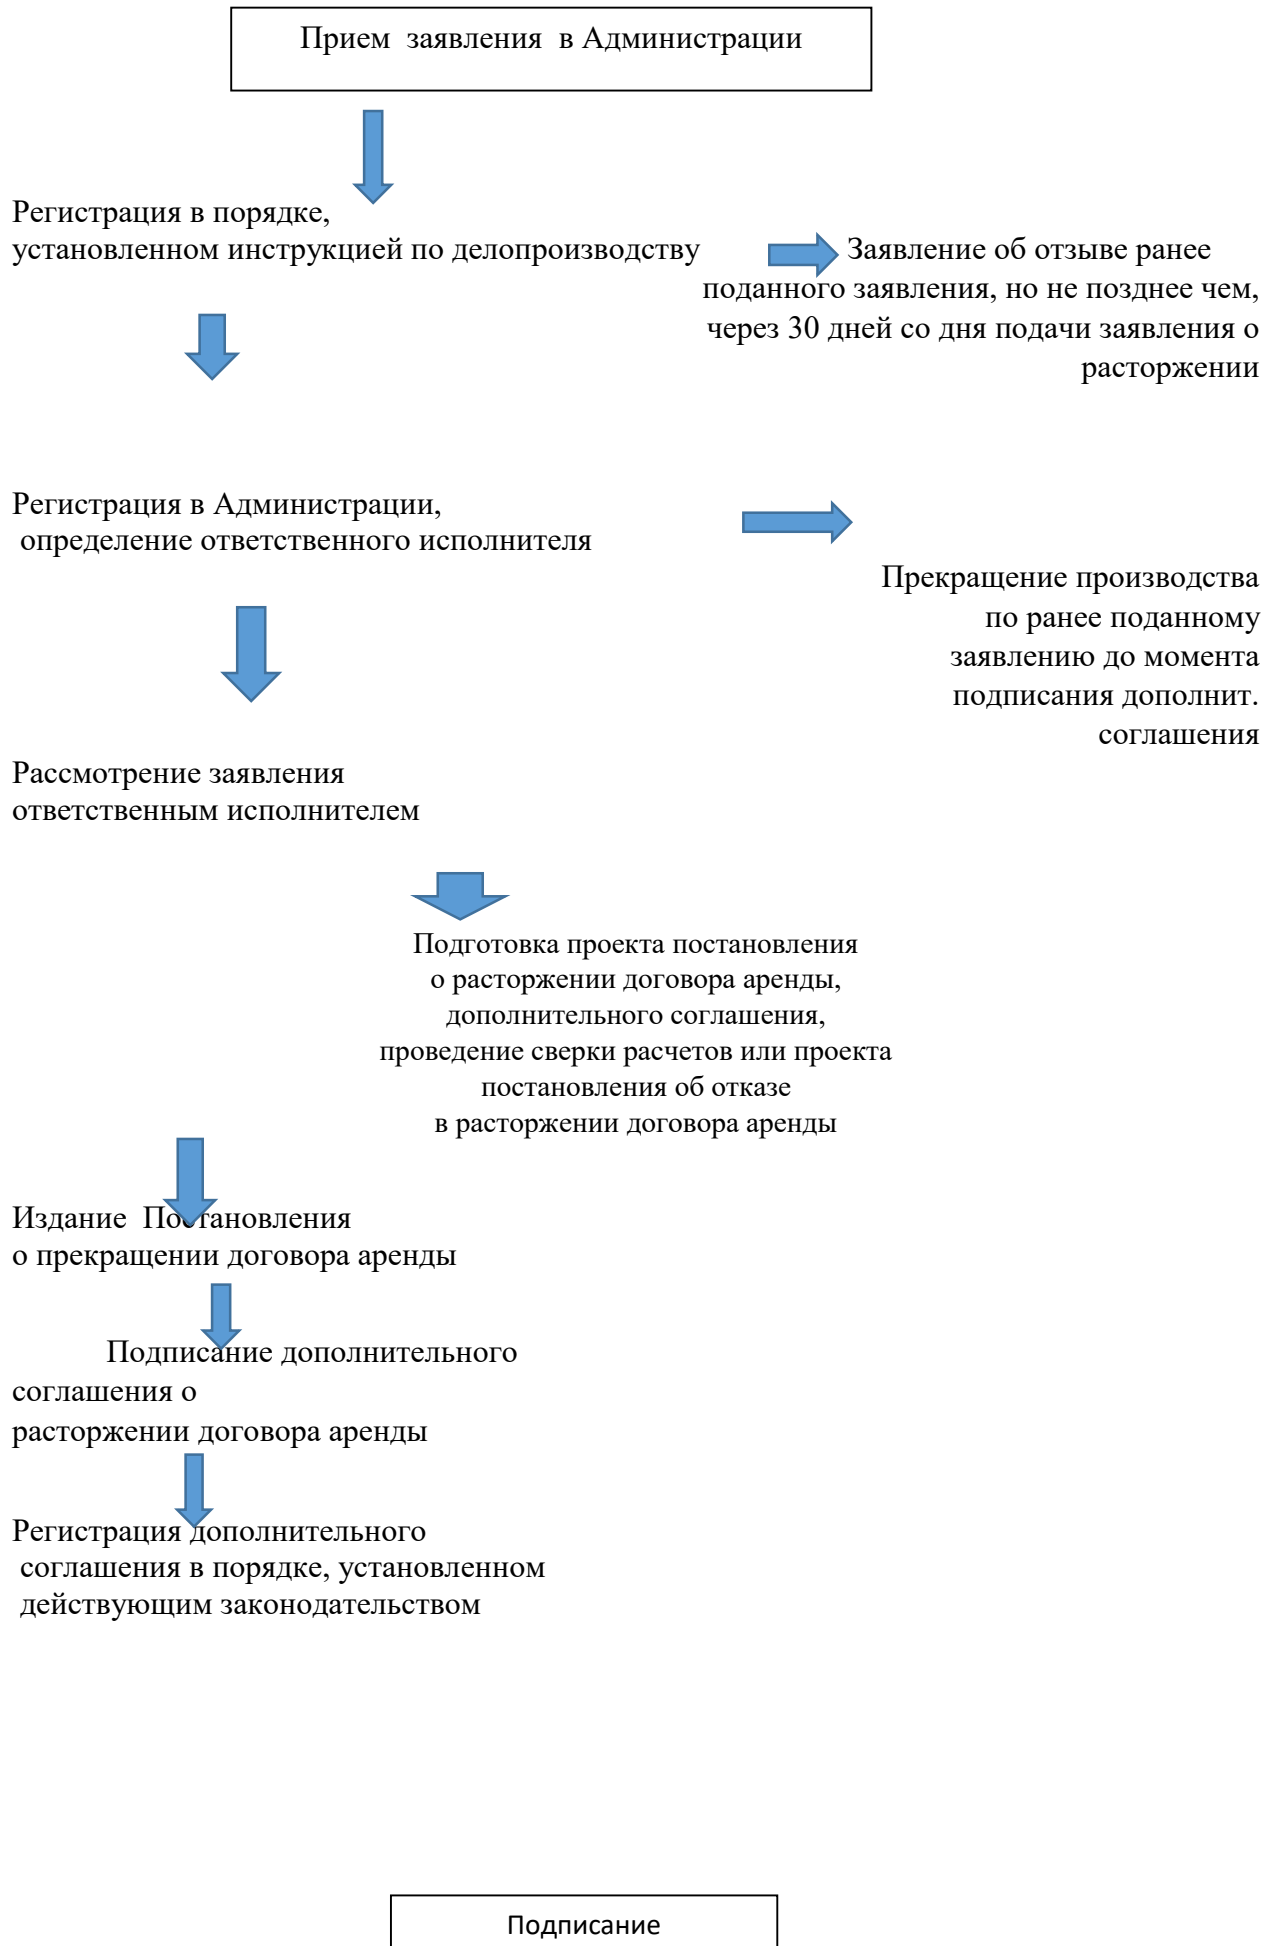 Прием заявления в Администрации
Регистрация в порядке,
установленном инструкцией по делопроизводству
Заявление об отзыве ранее
поданного заявления, но не позднее чем,
через 30 дней со дня подачи заявления о
расторжении
Регистрация в Администрации,
определение ответственного исполнителя
Прекращение производства
по ранее поданному
заявлению до момента
подписания дополнит.
соглашения
Рассмотрение заявления
ответственным исполнителем
Подготовка проекта постановления
о расторжении договора аренды,
дополнительного соглашения,
проведение сверки расчетов или проекта
постановления об отказе
в расторжении договора аренды
Издание Постановления
о прекращении договора аренды
Подписание дополнительного
соглашения о
расторжении договора аренды
Регистрация дополнительного
соглашения в порядке, установленном
действующим законодательством
Подписание